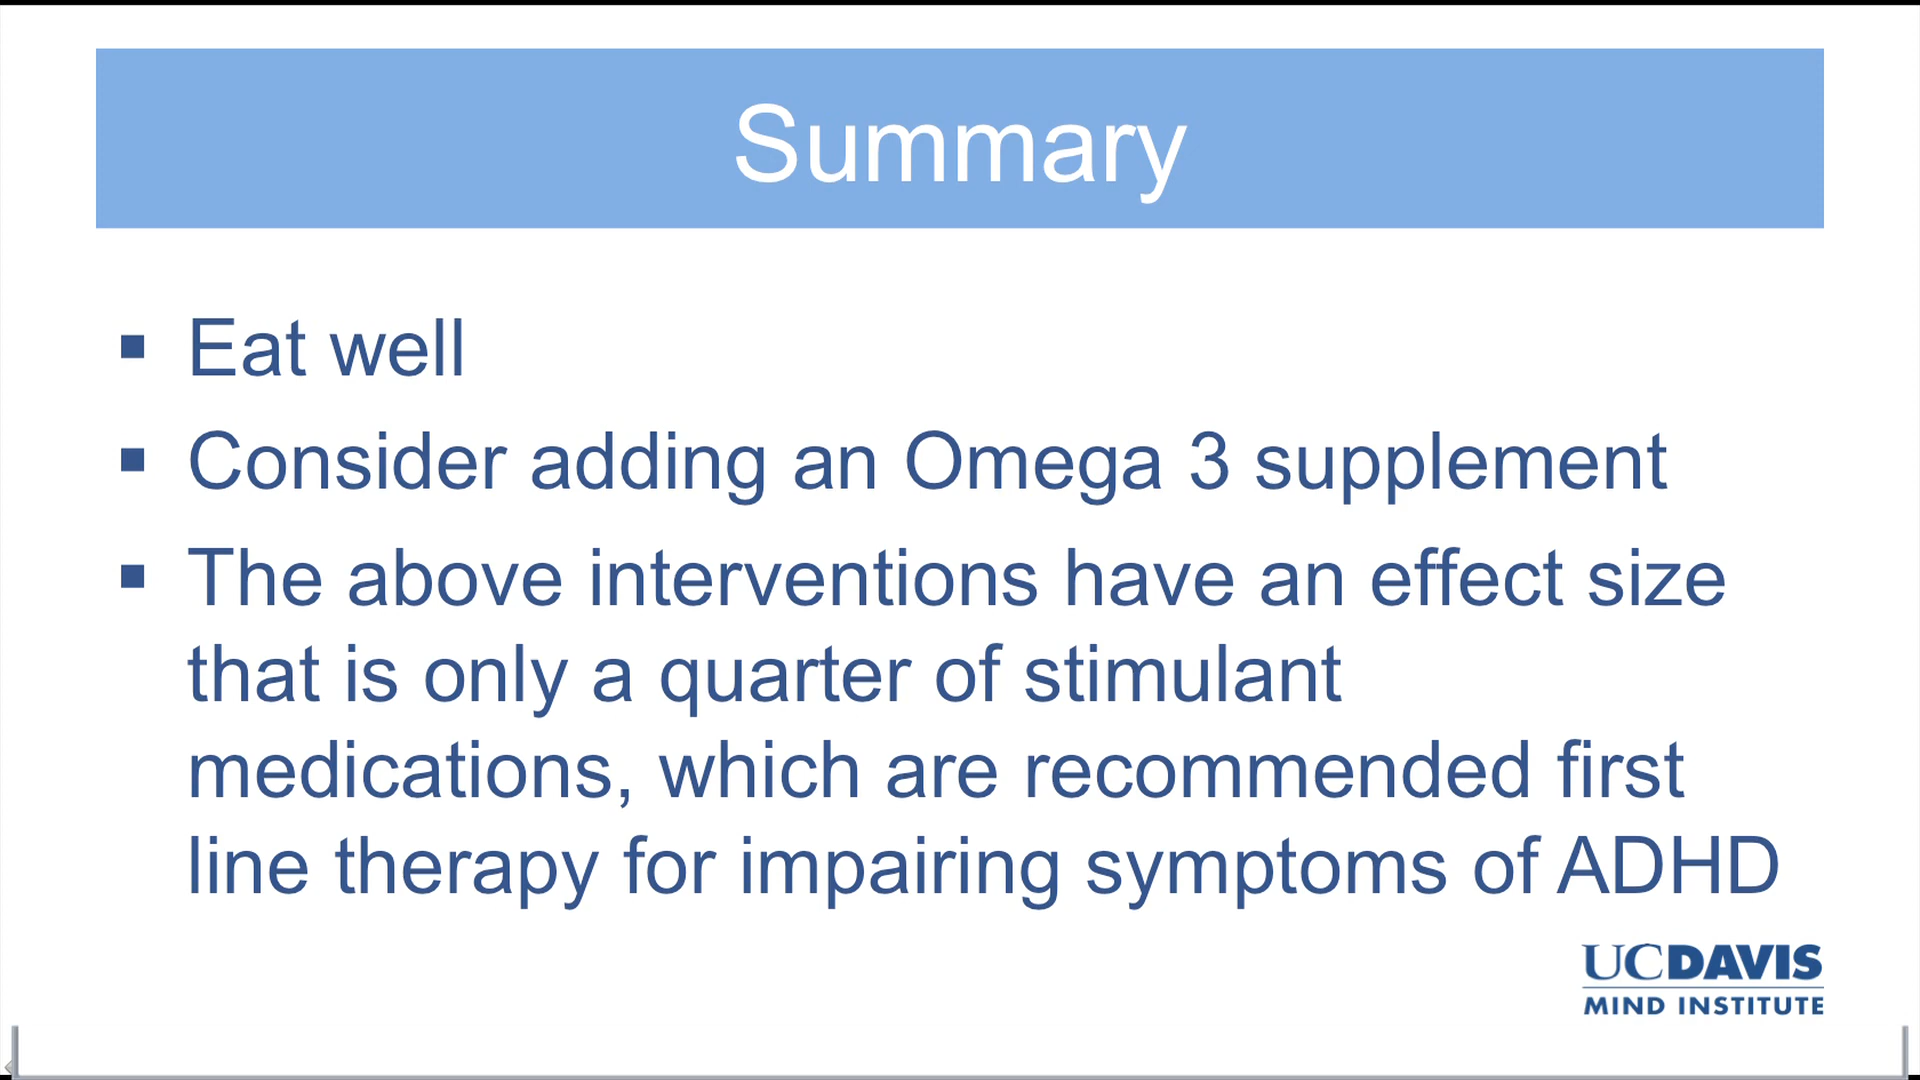 Summary
▪ Eat well
▪ Consider adding an Omega 3 supplement
▪ The above interventions have an effect size
that is only a quarter of stimulant
medications, which are recommended first
line therapy for impairing symptoms of ADHD
UCDAVIS
MIND INSTITUTE